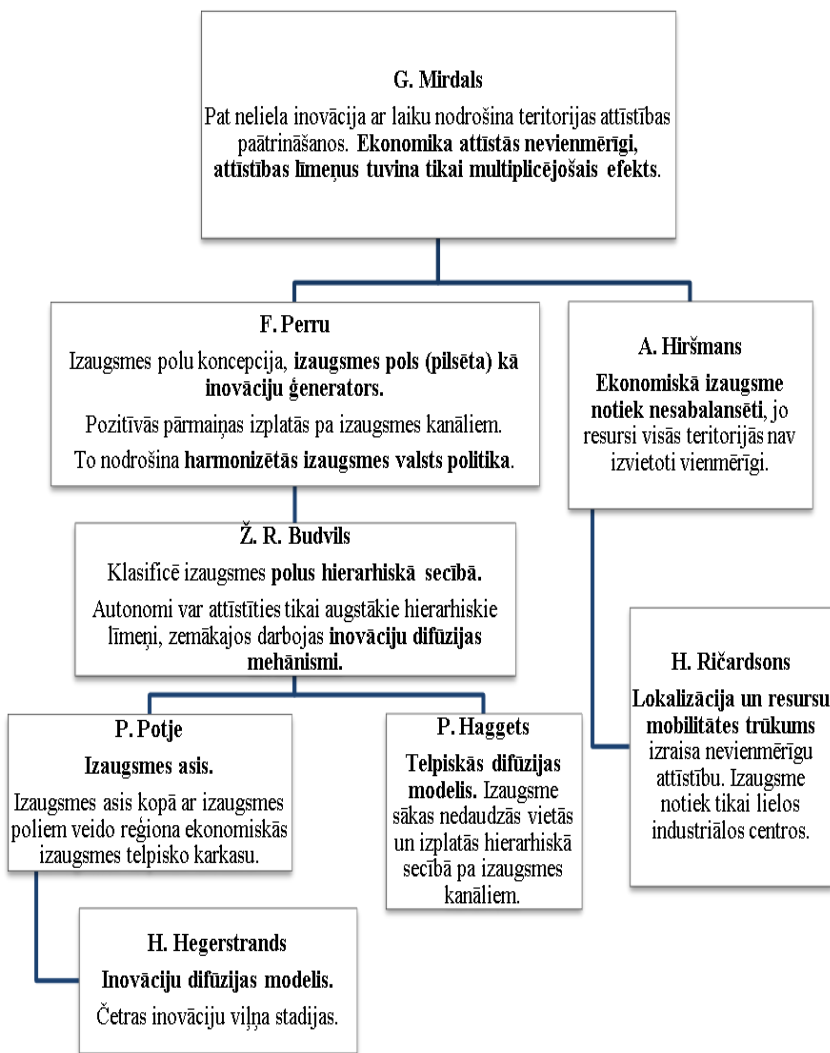 G. Mirdals
Pat neliela inovācija ar laiku nodrošina teritorijas attīstības
paātrināšanos. Ekonomika attīstās nevienmērīgi,
attīstības līmeņus tuvina tikai multiplicējošais efekts.
F. Perru
Izaugsmes polu koncepcija, izaugsmes pols (pilsēta) kā
inovāciju ģenerators.
Pozitīvās pārmaiņas izplatās pa izaugsmes kanāliem.
To nodrošina harmonizētās izaugsmes valsts politika.
A. Hiršmans
Ekonomiskā izaugsme
notiek nesabalansēti, jo
resursi visās teritorijās nav
izvietoti vienmērīgi.
Ž. R. Budvils
Klasificē izaugsmes polus hierarhiskā secībā.
Autonomi var attīstīties tikai augstākie hierarhiskie
līmeņi, zemākajos darbojas inovāciju difūzijas
mehānismi.
H. Ričardsons
Lokalizācija un resursu
mobilitātes trūkums
izraisa nevienmērīgu
attīstību. Izaugsme
notiek tikai lielos
industriālos centros.
P. Potje
Izaugsmes asis.
Izaugsmes asis kopā ar izaugsmes
poliem veido reģiona ekonomiskās
izaugsmes telpisko karkasu.
P. Haggets
Telpiskās difūzijas
modelis. Izaugsme
sākas nedaudzās vietās
un izplatās hierarhiskā
secībā pa izaugsmes
kanāliem.
H. Hegerstrands
Inovāciju difūzijas modelis.
Četras inovāciju viļņa stadijas.